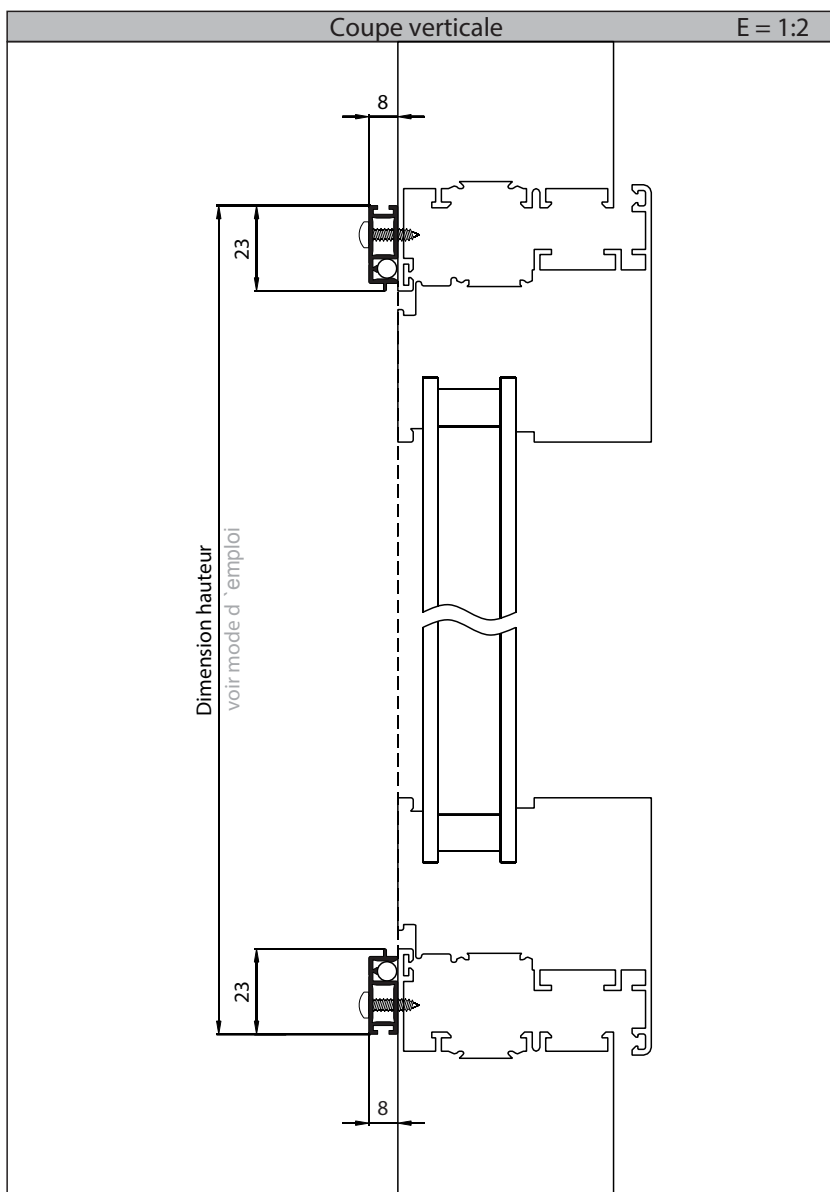 Coupe verticale
E = 1:2
8
23
Dimension hauteur
voir mode d `emploi
23
8